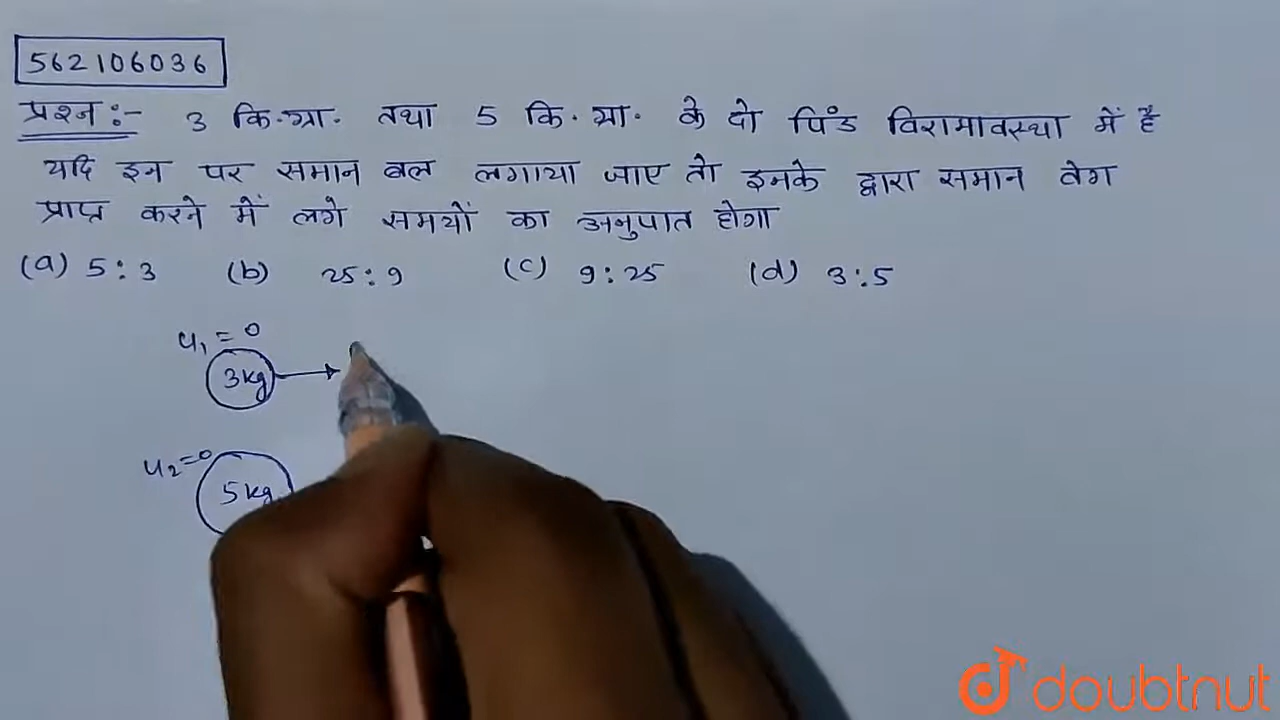 562106036
प्रश्न :- 3 कि.ग्रा. तथा 5 कि.ग्रा. के दो पिंड विरामावस्था में है
यदि इन पर समान बल लगाया जाए तो इनके द्वारा समान वेग
प्राप्त करने में लगे समयों का अनुपात होगा
(a) 5:3 (b) 25:9 (c) 9:25 (d) 3:5
u₁ = 0
3kg
u₂=0
5kg
doubtnut